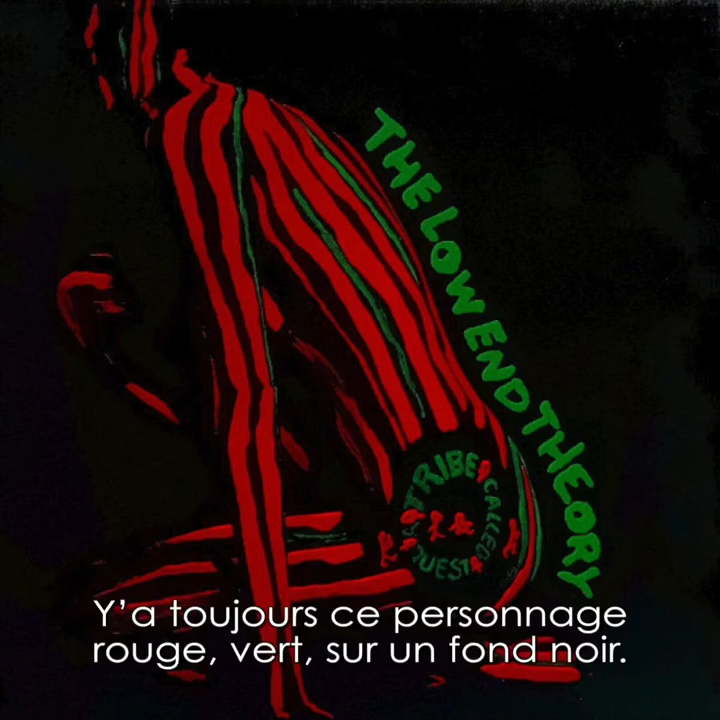 THE LOW END THEORY
A TRIBE CALLED QUEST
Y’a toujours ce personnage
rouge, vert, sur un fond noir.